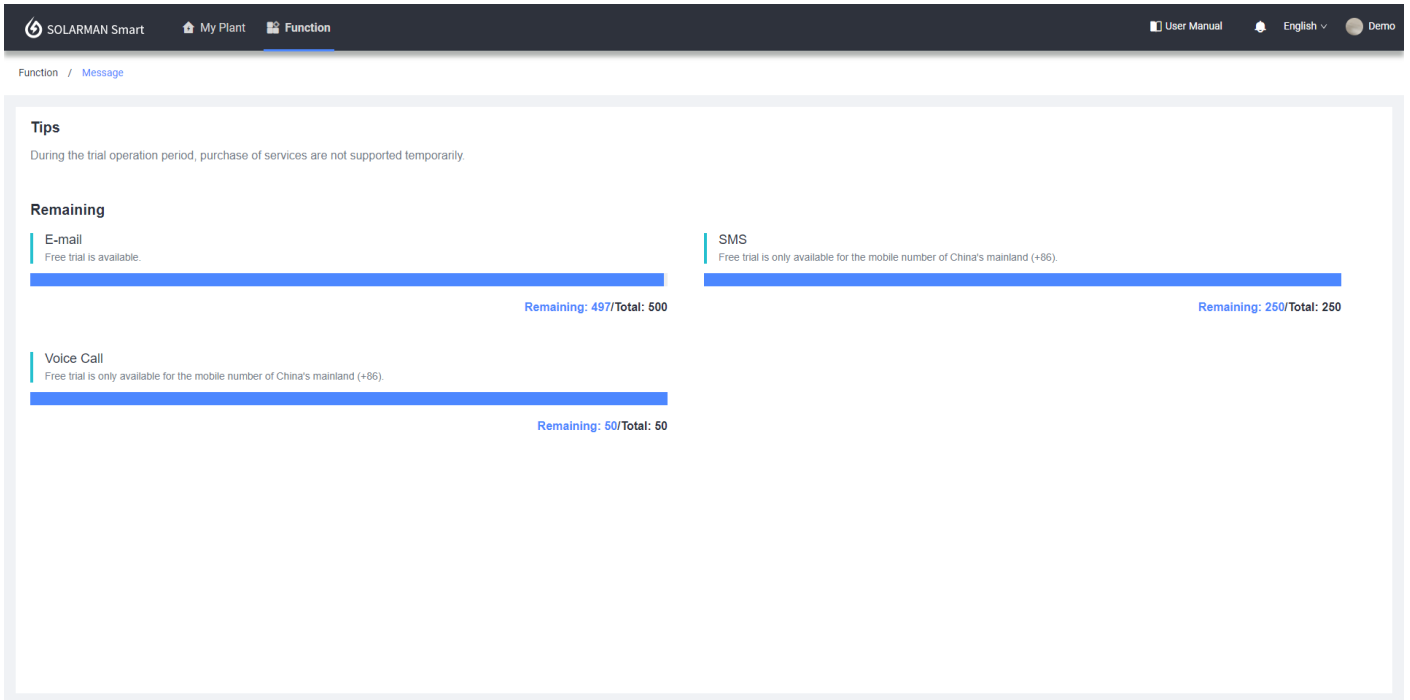 SOLARMAN Smart My Plant Function User Manual English Demo
Function / Message
Tips
During the trial operation period, purchase of services are not supported temporarily.
Remaining
E-mail
Free trial is available.
Remaining: 497/Total: 500
SMS
Free trial is only available for the mobile number of China's mainland (+86).
Remaining: 250/Total: 250
Voice Call
Free trial is only available for the mobile number of China's mainland (+86).
Remaining: 50/Total: 50